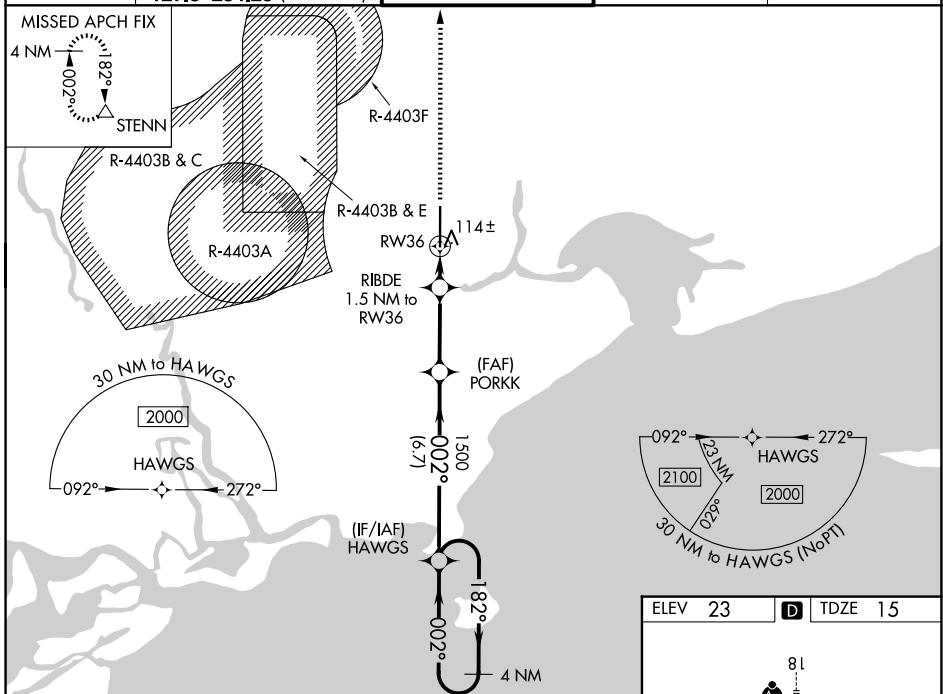 MISSED APCH FIX
4 NM
002°
182°
STENN
R-4403F
R-4403B & C
R-4403B & E
R-4403A
114±
RW36
RIBDE
1.5 NM to
RW36
(FAF)
PORKK
1500
002°
(6.7)
(IF/IAF)
HAWGS
182°
002°
4 NM
30 NM to HAWGS
2000
HAWGS
092°
272°
092°
272°
23 NM
HAWGS
2100
2000
029°
30 NM to HAWGS (NoPT)
ELEV 23
D
TDZE 15
18